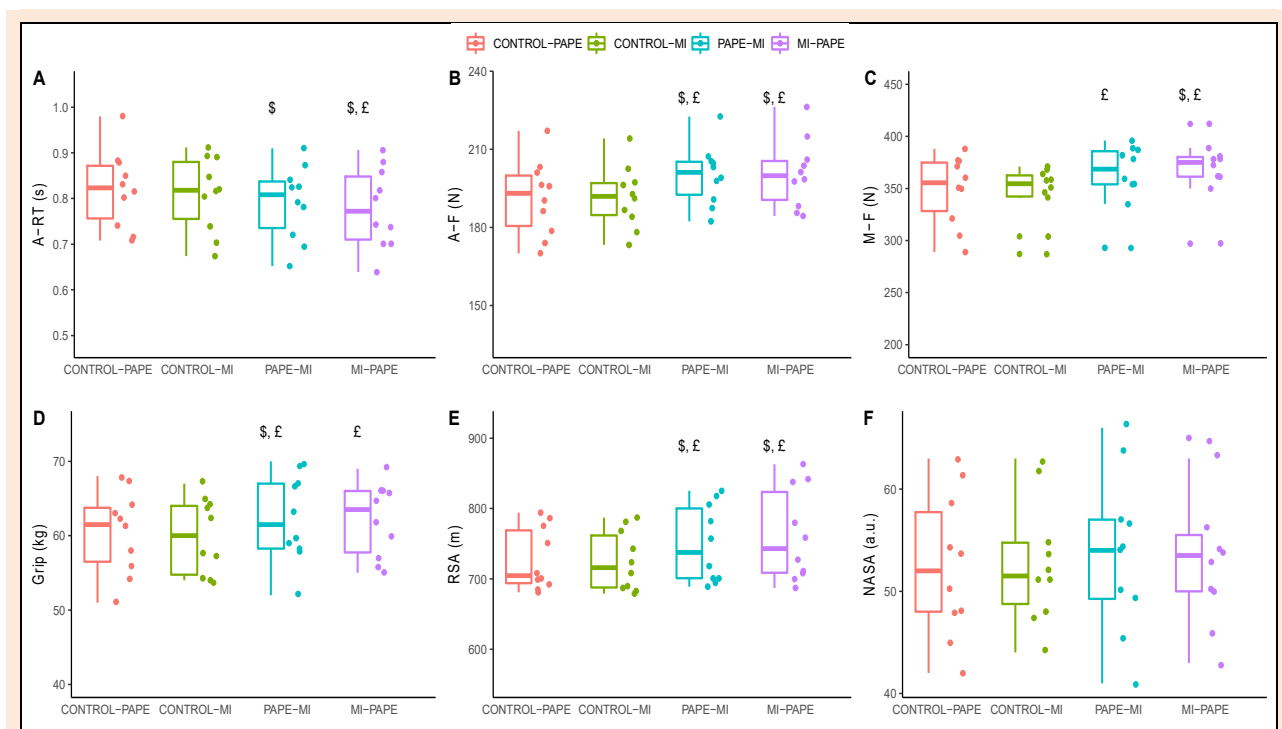 CONTROL−PAPE CONTROL−MI PAPE−MI MI−PAPE
A
$
$, £
1.0
0.9
0.8
0.7
0.6
0.5
A−RT (s)
CONTROL−PAPE CONTROL−MI PAPE−MI MI−PAPE
B
$, £
$, £
240
210
180
150
A−F (N)
CONTROL−PAPE CONTROL−MI PAPE−MI MI−PAPE
C
£
$, £
450
400
350
300
250
200
M−F (N)
CONTROL−PAPE CONTROL−MI PAPE−MI MI−PAPE
D
$, £
£
70
60
50
40
Grip (kg)
CONTROL−PAPE CONTROL−MI PAPE−MI MI−PAPE
E
$, £
$, £
900
800
700
600
RSA (m)
CONTROL−PAPE CONTROL−MI PAPE−MI MI−PAPE
F
60
50
40
NASA (a.u.)
CONTROL−PAPE CONTROL−MI PAPE−MI MI−PAPE